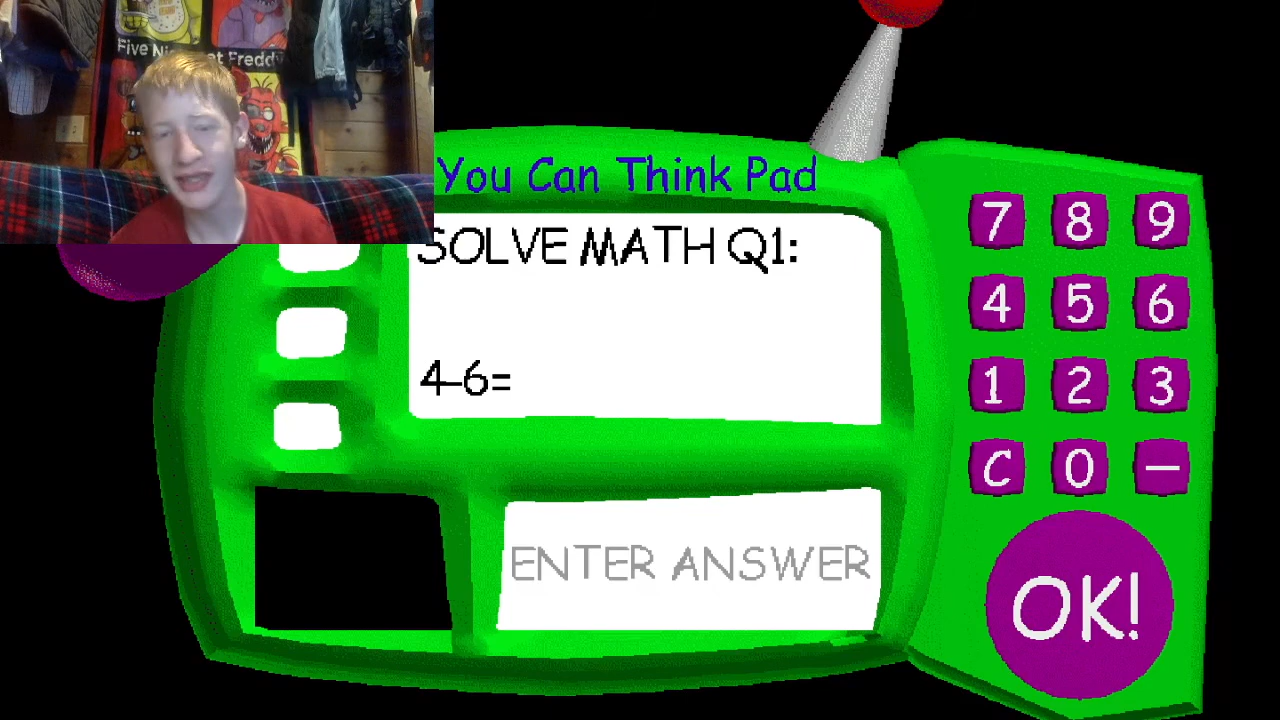 Five Nights at Freddy's
You Can Think Pad
SOLVE MATH Q1:
4-6=
ENTER ANSWER
7 8 9
4 5 6
1 2 3
C 0 —
OK!